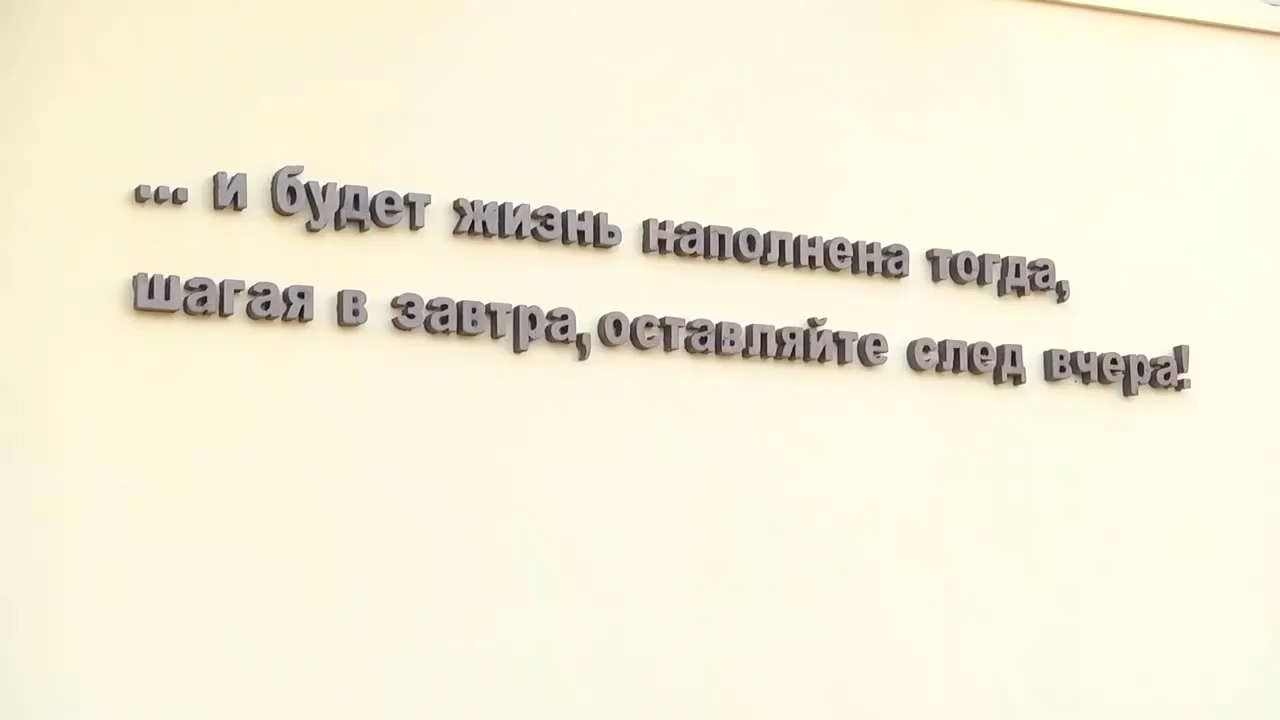 ... и будет жизнь наполнена тогда,
шагая в завтра, оставляйте след вчера!